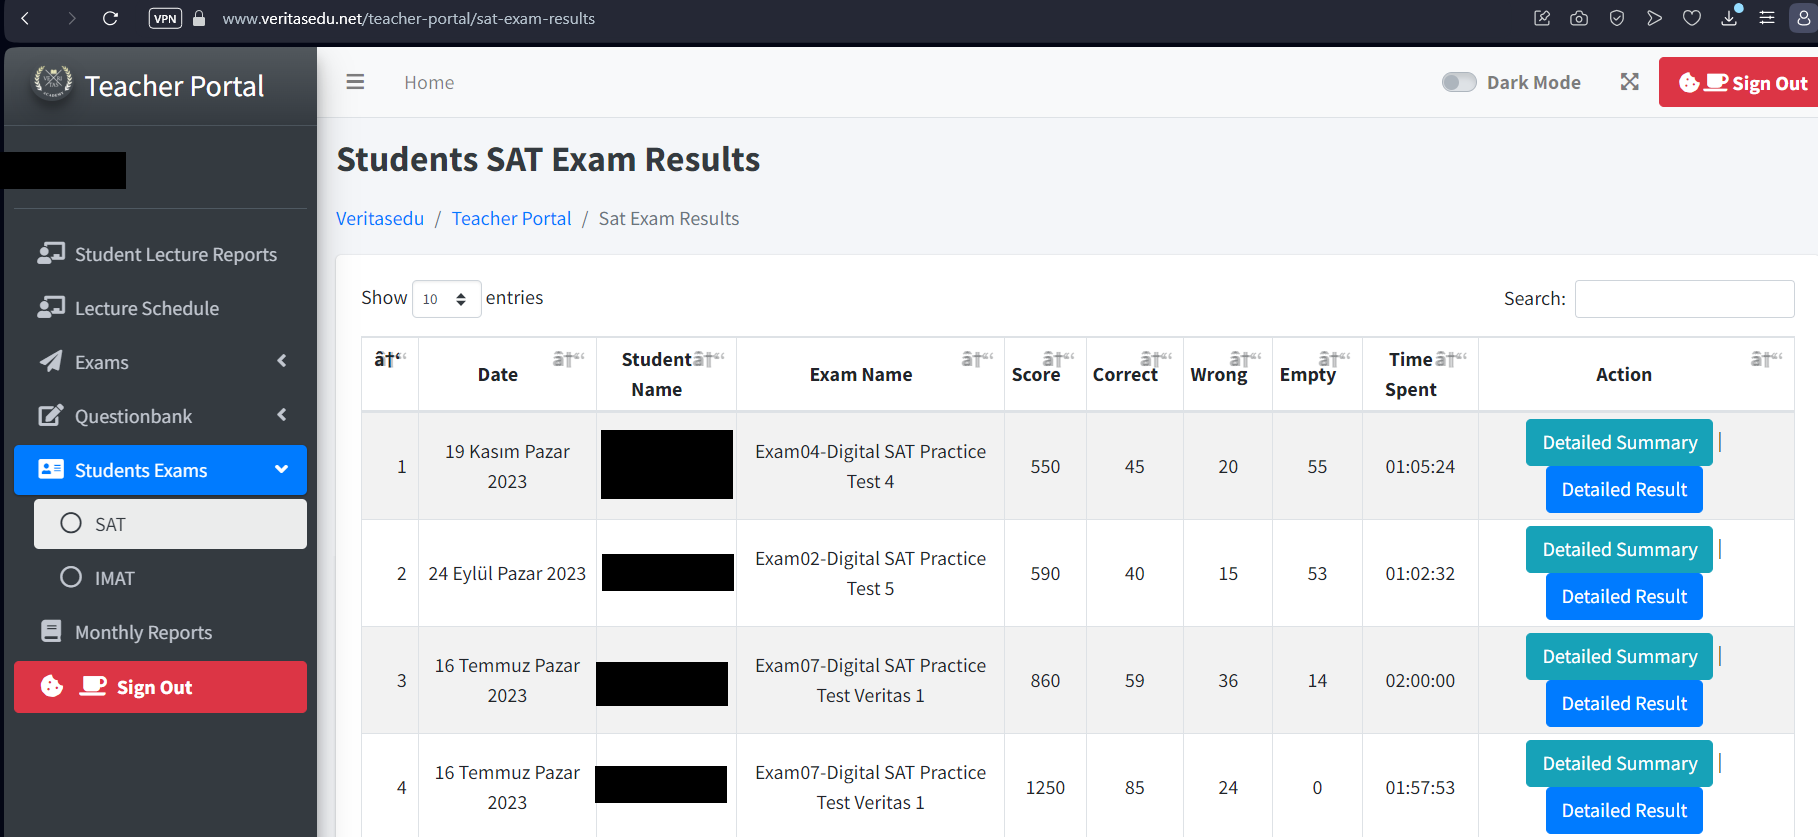 VPN www.veritasedu.net/teacher-portal/sat-exam-results
Teacher Portal
Home
Dark Mode
Sign Out
Student Lecture Reports
Lecture Schedule
Exams
Questionbank
Students Exams
SAT
IMAT
Monthly Reports
Sign Out
Students SAT Exam Results
Veritasedu / Teacher Portal / Sat Exam Results
Show 10 entries
Search:
Date
Student
Name
Exam Name
Score
Correct
Wrong
Empty
Time
Spent
Action
1
19 Kasım Pazar
2023
Exam04-Digital SAT Practice
Test 4
550
45
20
55
01:05:24
Detailed Summary |
Detailed Result
2
24 Eylül Pazar 2023
Exam02-Digital SAT Practice
Test 5
590
40
15
53
01:02:32
Detailed Summary |
Detailed Result
3
16 Temmuz Pazar
2023
Exam07-Digital SAT Practice
Test Veritas 1
860
59
36
14
02:00:00
Detailed Summary |
Detailed Result
4
16 Temmuz Pazar
2023
Exam07-Digital SAT Practice
Test Veritas 1
1250
85
24
0
01:57:53
Detailed Summary |
Detailed Result